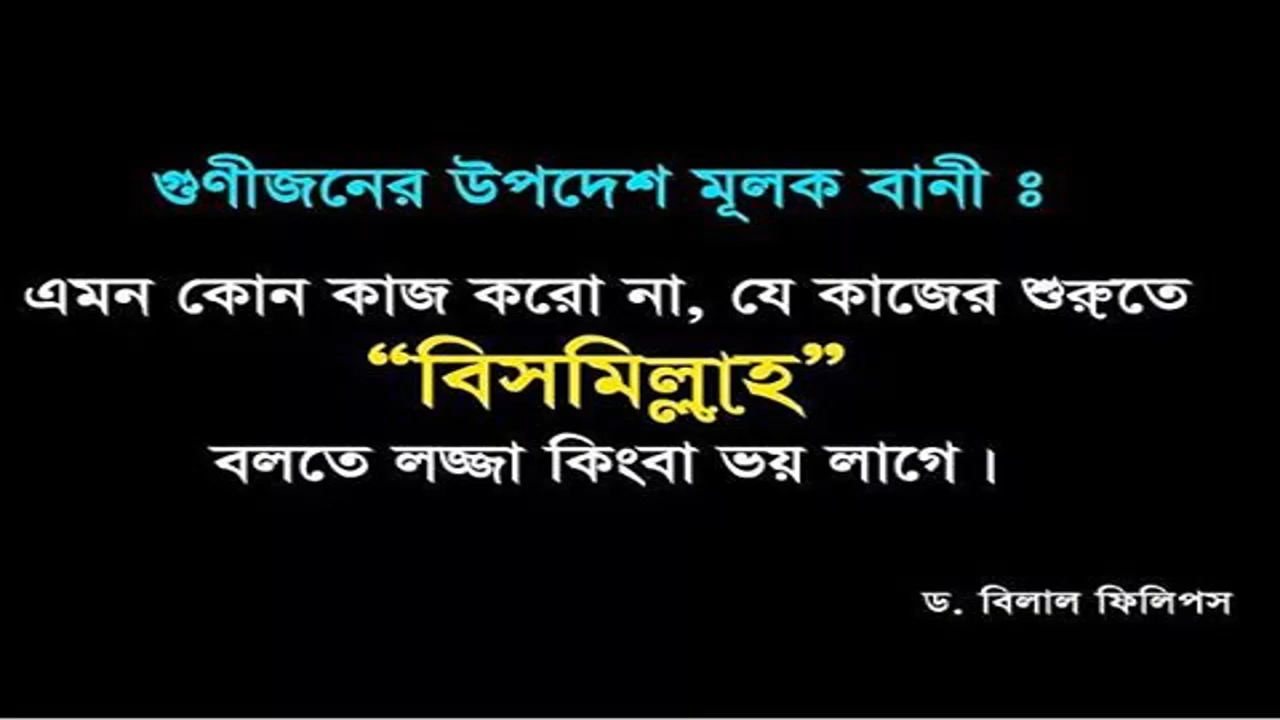 গুণীজনের উপদেশ মূলক বানী ঃ
এমন কোন কাজ করো না, যে কাজের শুরুতে
“বিসমিল্লাহ”
বলতে লজ্জা কিংবা ভয় লাগে।
ড. বিলাল ফিলিপস